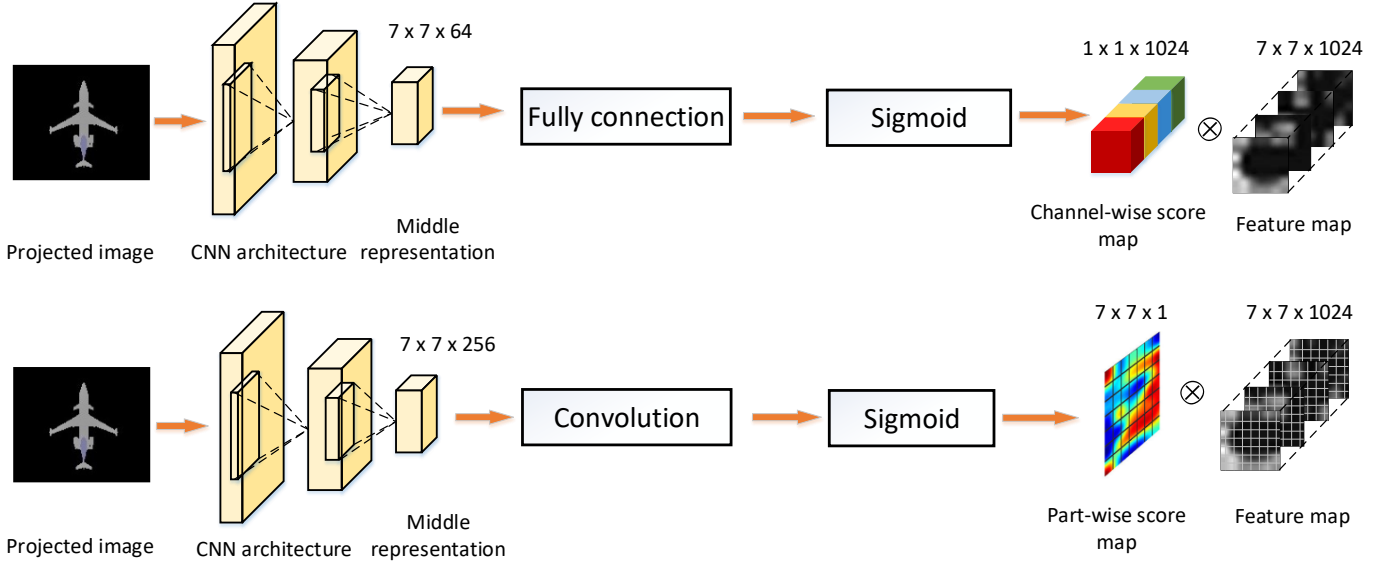 7 x 7 x 64
1 x 1 x 1024
7 x 7 x 1024
Fully connection
Sigmoid
Projected image
CNN architecture
Middle
representation
Channel-wise score
map
Feature map
7 x 7 x 256
7 x 7 x 1
7 x 7 x 1024
Convolution
Sigmoid
Projected image
CNN architecture
Middle
representation
Part-wise score
map
Feature map